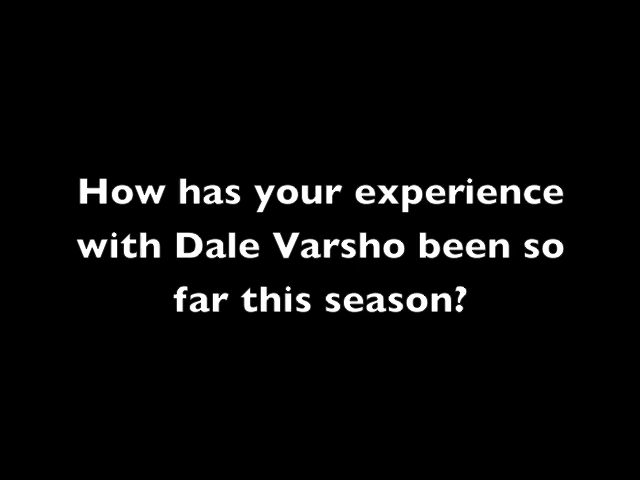 How has your experience
with Dale Varsho been so
far this season?